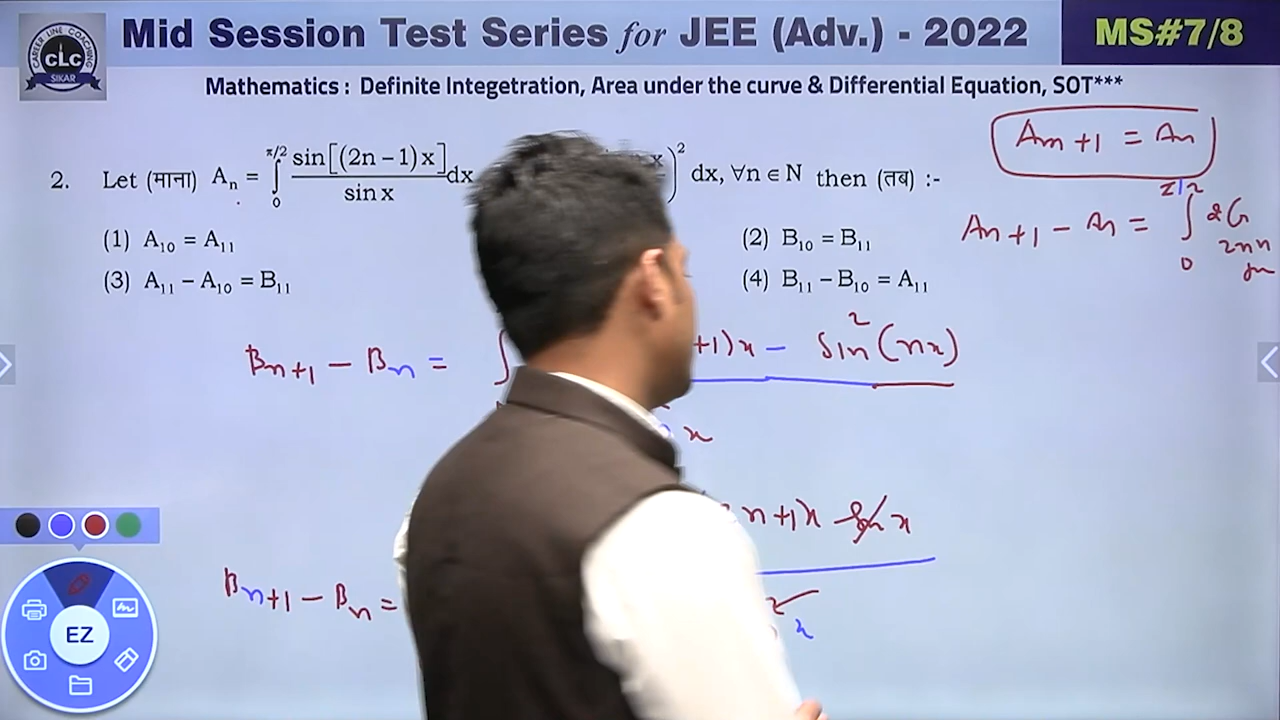 Mid Session Test Series for JEE (Adv.) - 2022
MS#7/8
CAREER LINE COACHING
CLC
SIKAR
Mathematics : Definite Integetration, Area under the curve & Differential Equation, SOT***
2. Let (माना) Aₙ = ∫₀^{π/2} sin[(2n – 1)x] / sin x dx )² dx, ∀n ∈ N then (तब) :-
(1) A₁₀ = A₁₁
(2) B₁₀ = B₁₁
(3) A₁₁ – A₁₀ = B₁₁
(4) B₁₁ – B₁₀ = A₁₁
An+1 = An
An+1 – An = ∫₀
Bn+1 – Bn = ∫ +1)x – sin²(nx)
x
n+1)x sin x
Bn+1 – Bn =
EZ